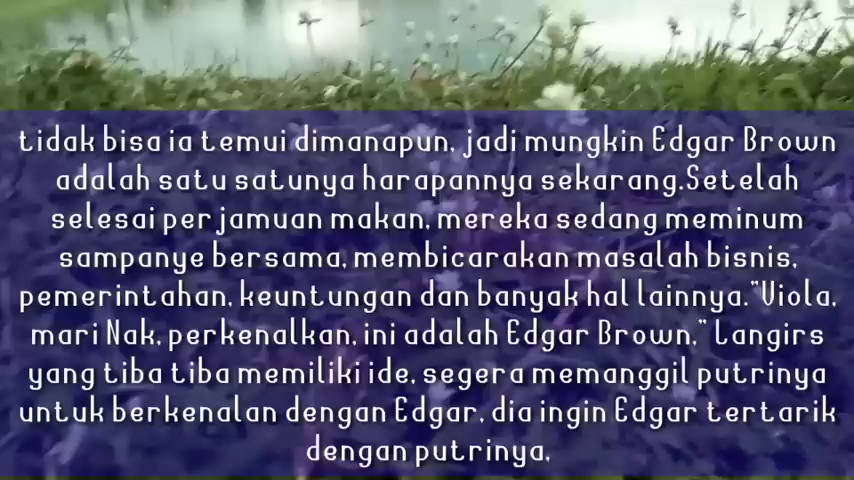 tidak bisa ia temui dimanapun, jadi mungkin Edgar Brown
adalah satu satunya harapannya sekarang.Setelah
selesai perjamuan makan, mereka sedang meminum
sampanye bersama, membicarakan masalah bisnis,
pemerintahan, keuntungan dan banyak hal lainnya."Viola,
mari Nak, perkenalkan, ini adalah Edgar Brown," Langirs
yang tiba tiba memiliki ide, segera memanggil putrinya
untuk berkenalan dengan Edgar, dia ingin Edgar tertarik
dengan putrinya,